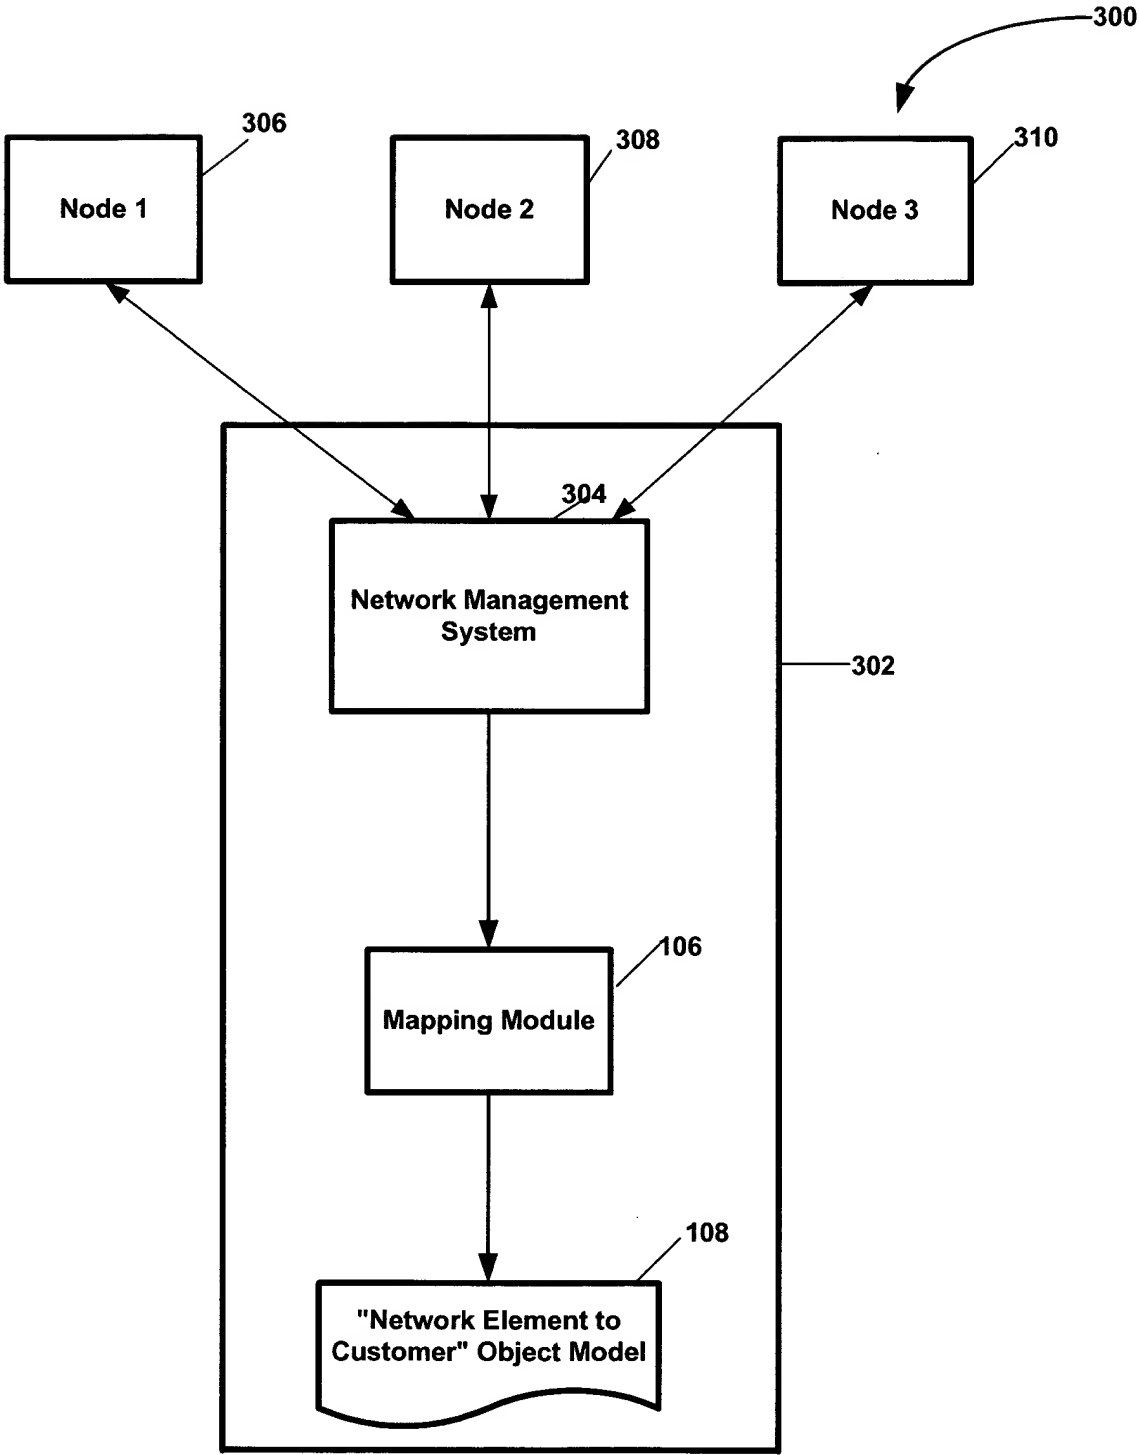 300
306
308
310
Node 1
Node 2
Node 3
304
Network Management
System
302
106
Mapping Module
108
"Network Element to
Customer" Object Model